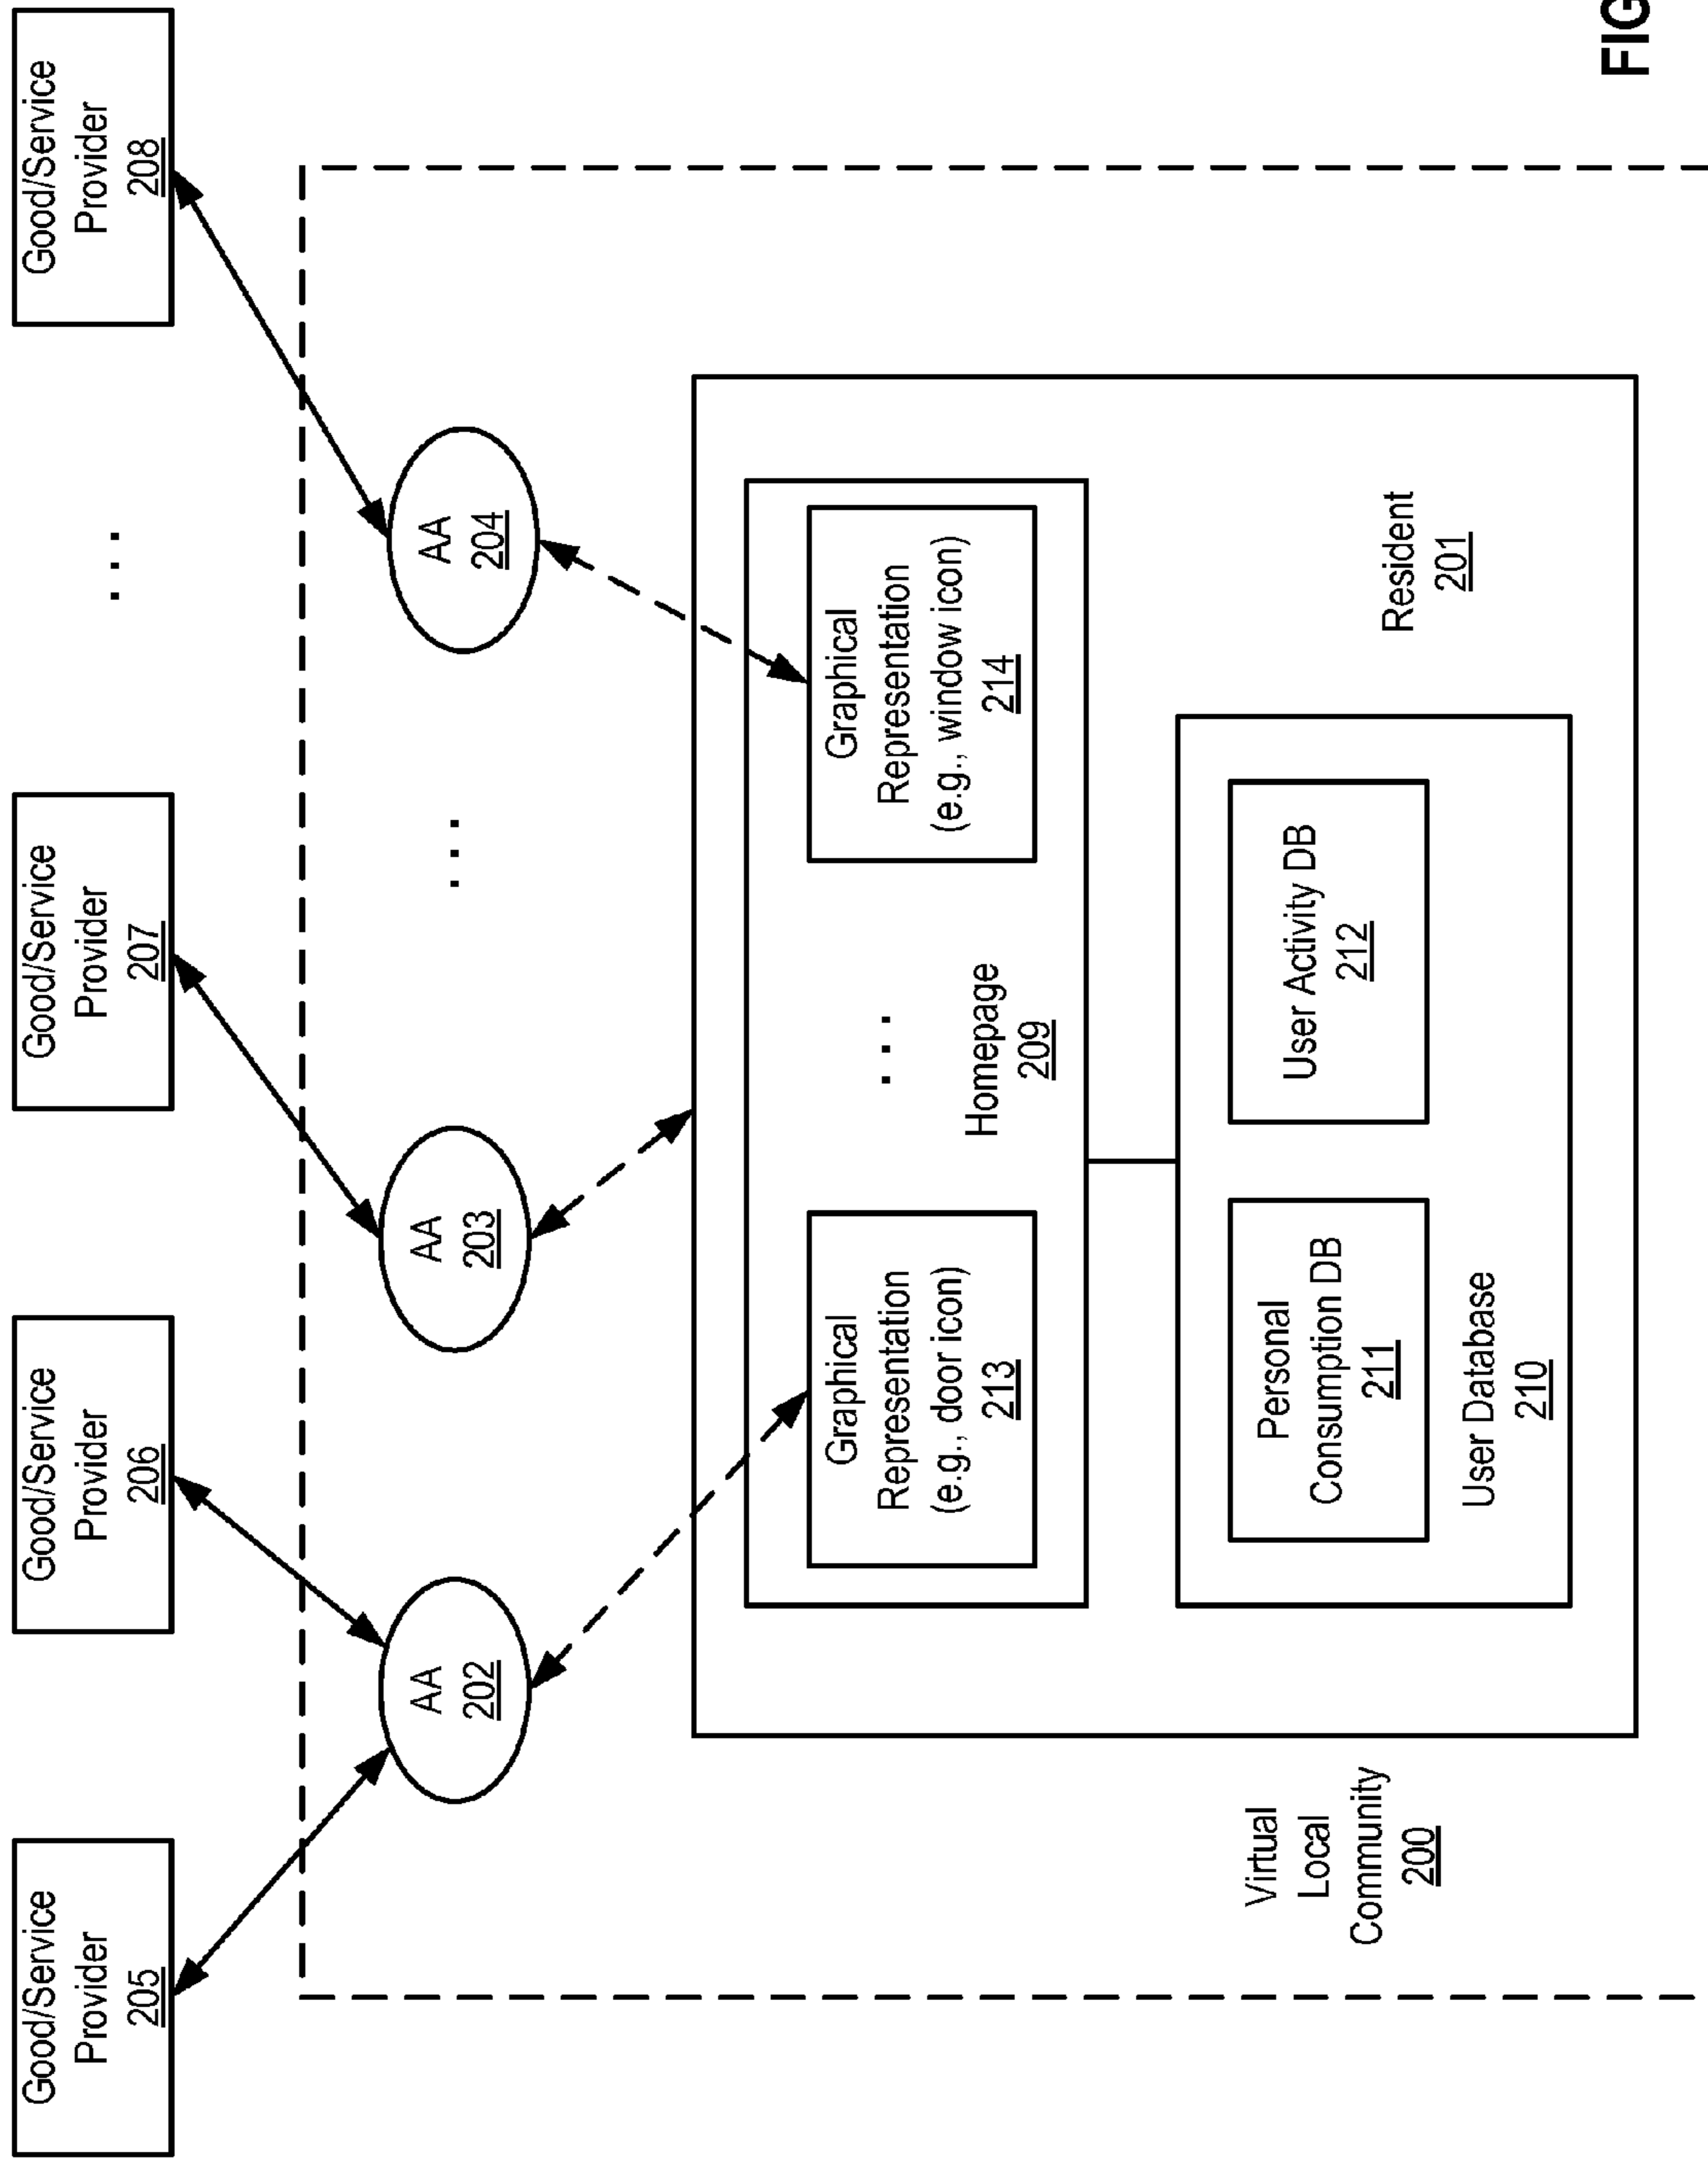 Good/Service
Provider
205
Good/Service
Provider
206
Good/Service
Provider
207
. . .
Good/Service
Provider
208
AA
202
AA
203
. . .
AA
204
Graphical
Representation
(e.g., door icon)
213
. . .
Graphical
Representation
(e.g., window icon)
214
Homepage
209
Personal
Consumption DB
211
User Activity DB
212
User Database
210
Resident
201
Virtual
Local
Community
200
FIG